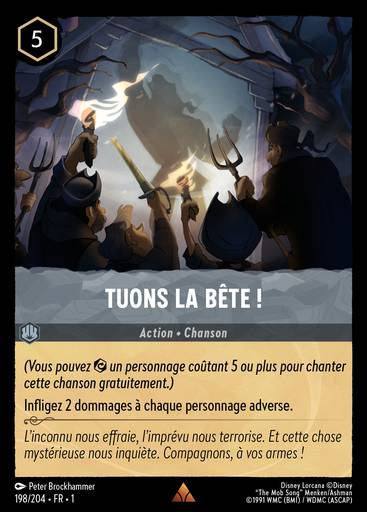 5
TUONS LA BÊTE !
Action • Chanson
(Vous pouvez un personnage coûtant 5 ou plus pour chanter
cette chanson gratuitement.)
Infligez 2 dommages à chaque personnage adverse.
L'inconnu nous effraie, l'imprévu nous terrorise. Et cette chose
mystérieuse nous inquiète. Compagnons, à vos armes !
Peter Brockhammer
198/204 • FR • 1
Disney Lorcana ©Disney
"The Mob Song" Menken/Ashman
©1991 WMC (BMI) / WDMC (ASCAP)